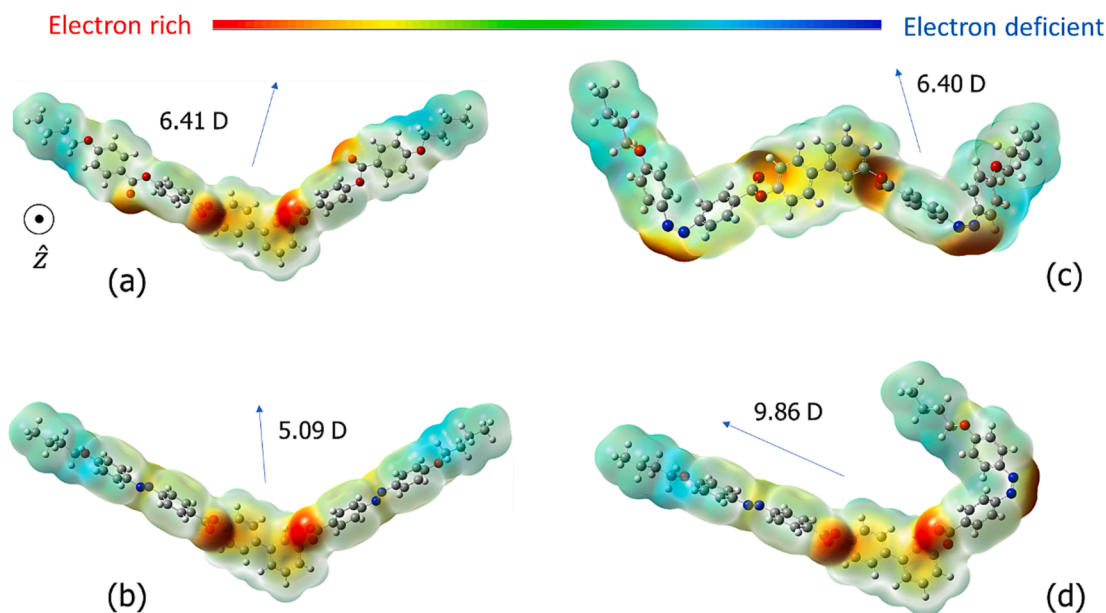 Electron rich
Electron deficient
6.41 D
6.40 D
ẑ
(a)
(c)
5.09 D
9.86 D
(b)
(d)